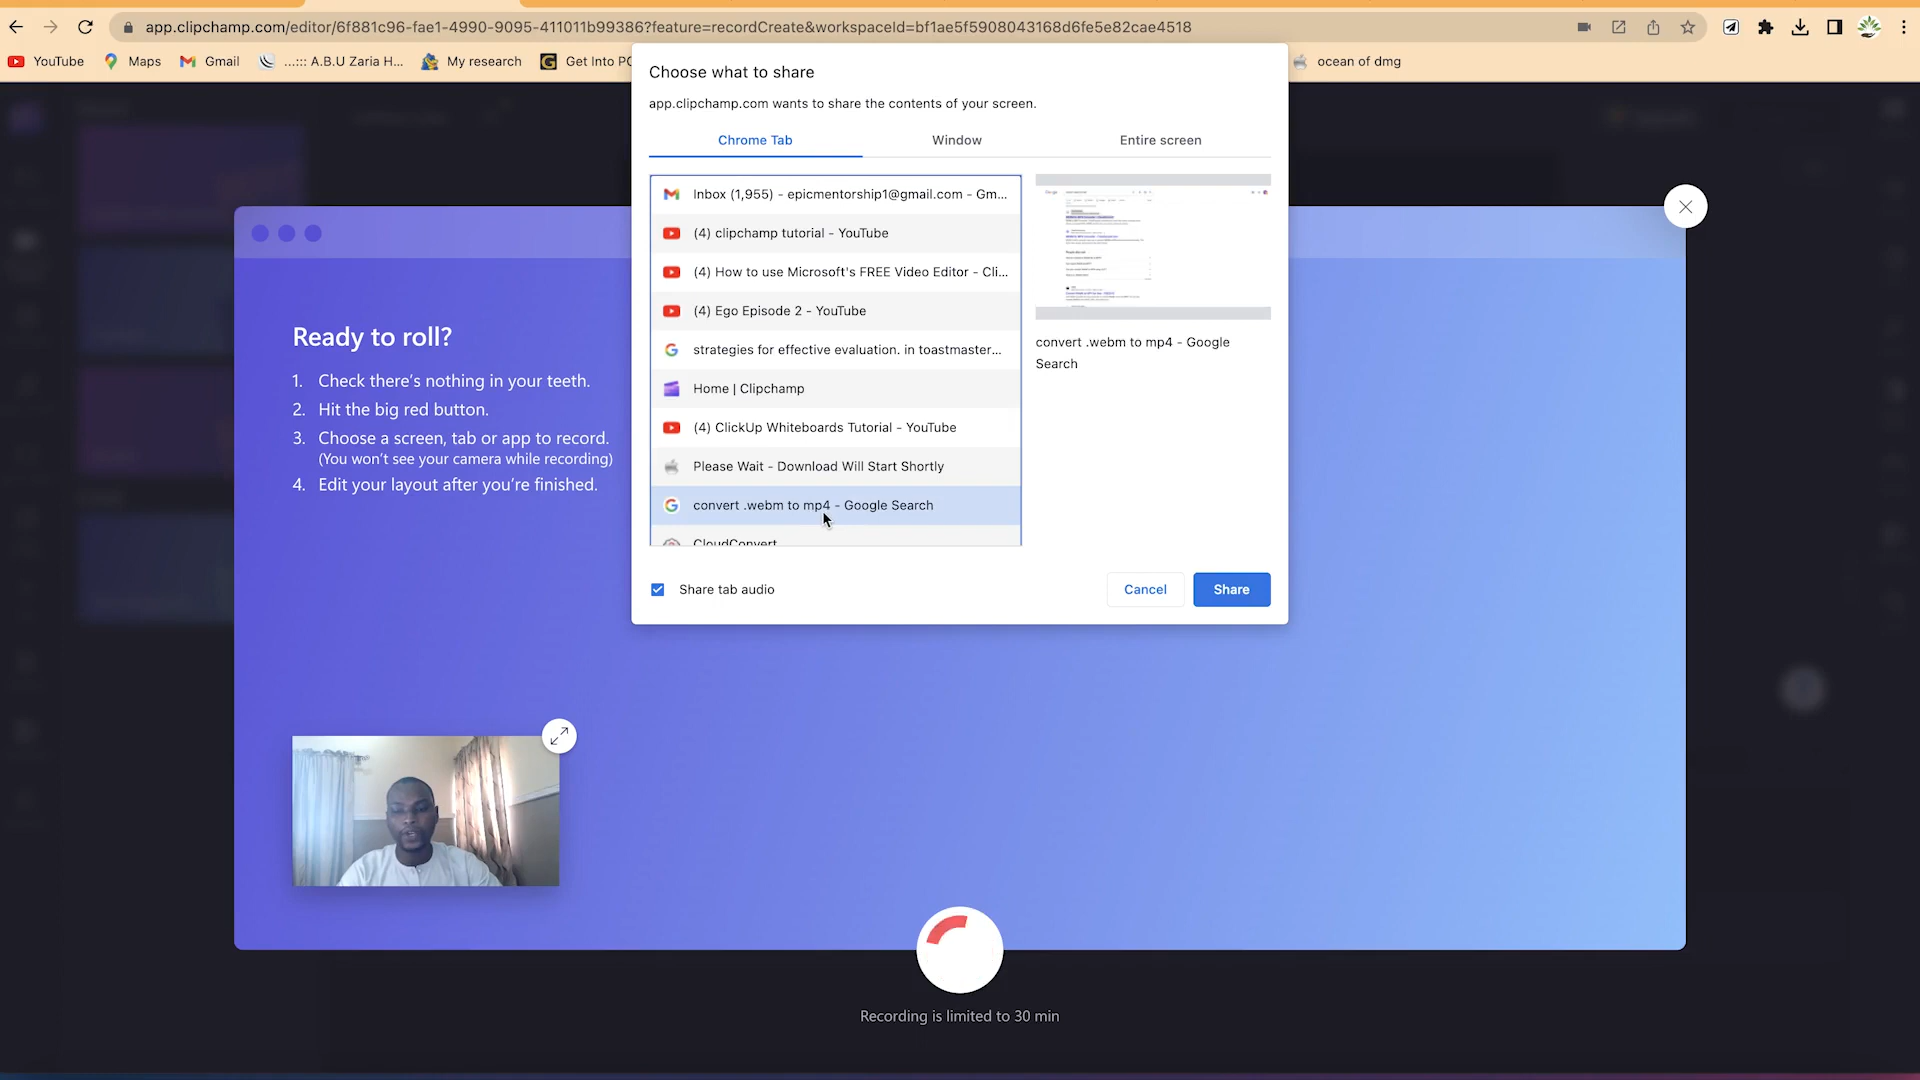 app.clipchamp.com/editor/6f881c96-fae1-4990-9095-411011b99386?feature=recordCreate&workspaceId=bf1ae5f5908043168d6fe5e82cae4518
YouTube
Maps
Gmail
...::: A.B.U Zaria H...
My research
Get Into PC
ocean of dmg
Choose what to share
app.clipchamp.com wants to share the contents of your screen.
Chrome Tab
Window
Entire screen
Inbox (1,955) - epicmentorship1@gmail.com - Gm...
(4) clipchamp tutorial - YouTube
(4) How to use Microsoft's FREE Video Editor - Cli...
(4) Ego Episode 2 - YouTube
strategies for effective evaluation. in toastmaster...
Home | Clipchamp
(4) ClickUp Whiteboards Tutorial - YouTube
Please Wait - Download Will Start Shortly
convert .webm to mp4 - Google Search
CloudConvert
convert .webm to mp4 - Google
Search
Share tab audio
Cancel
Share
Ready to roll?
1. Check there's nothing in your teeth.
2. Hit the big red button.
3. Choose a screen, tab or app to record.
(You won't see your camera while recording)
4. Edit your layout after you're finished.
Recording is limited to 30 min